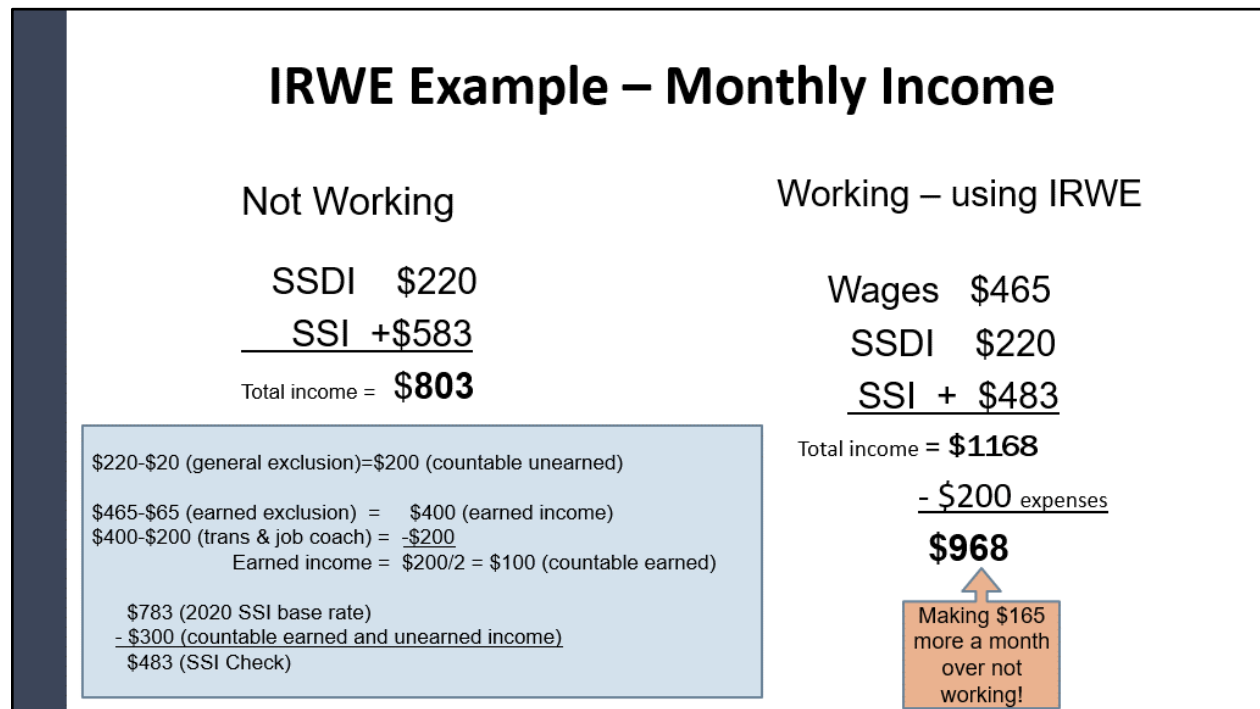 IRWE Example – Monthly Income
Not Working
SSDI $220
SSI +$583
Total income = $803
$220-$20 (general exclusion)=$200 (countable unearned)
$465-$65 (earned exclusion) = $400 (earned income)
$400-$200 (trans & job coach) = -$200
Earned income = $200/2 = $100 (countable earned)
$783 (2020 SSI base rate)
- $300 (countable earned and unearned income)
$483 (SSI Check)
Working – using IRWE
Wages $465
SSDI $220
SSI + $483
Total income = $1168
- $200 expenses
$968
Making $165
more a month
over not
working!